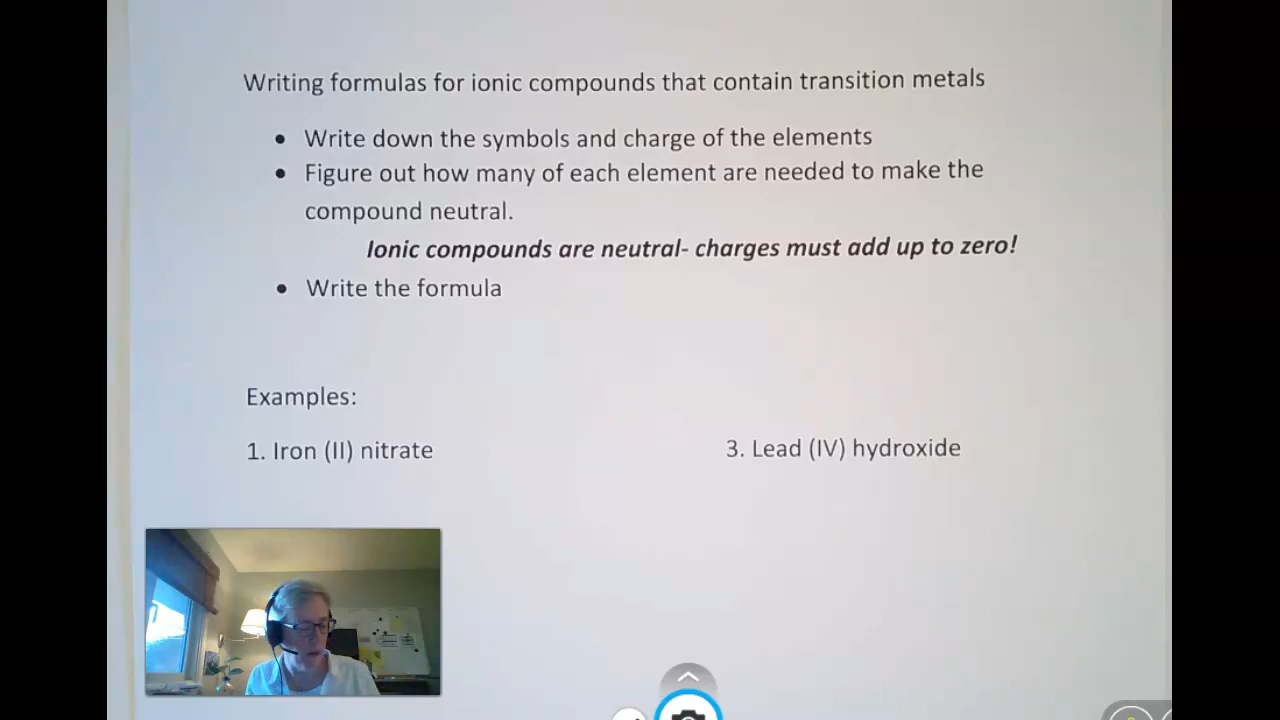 Writing formulas for ionic compounds that contain transition metals
• Write down the symbols and charge of the elements
• Figure out how many of each element are needed to make the
compound neutral.
Ionic compounds are neutral- charges must add up to zero!
• Write the formula
Examples:
1. Iron (II) nitrate
3. Lead (IV) hydroxide